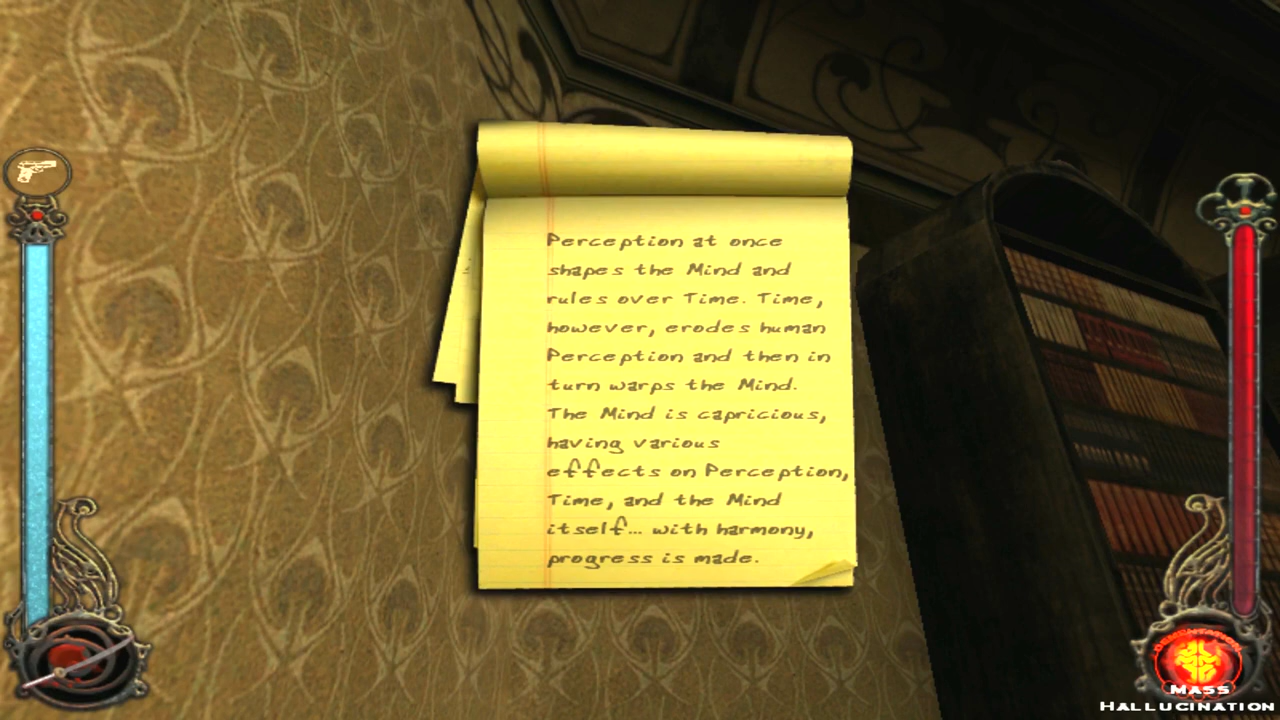 Perception at once
shapes the Mind and
rules over Time. Time,
however, erodes human
Perception and then in
turn warps the Mind.
The Mind is capricious,
having various
effects on Perception,
Time, and the Mind
itself... with harmony,
progress is made.
DEMENTATION
MASS
HALLUCINATION